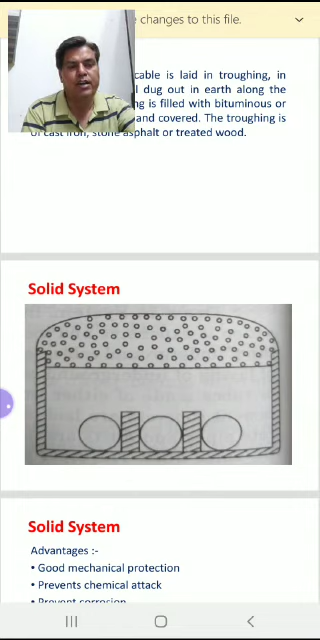 changes to this file.
cable is laid in troughing, in
dug out in earth along the
is filled with bituminous or
and covered. The troughing is
of cast iron, stone asphalt or treated wood.
Solid System
Solid System
Advantages :-
• Good mechanical protection
• Prevents chemical attack
• Prevent corrosion